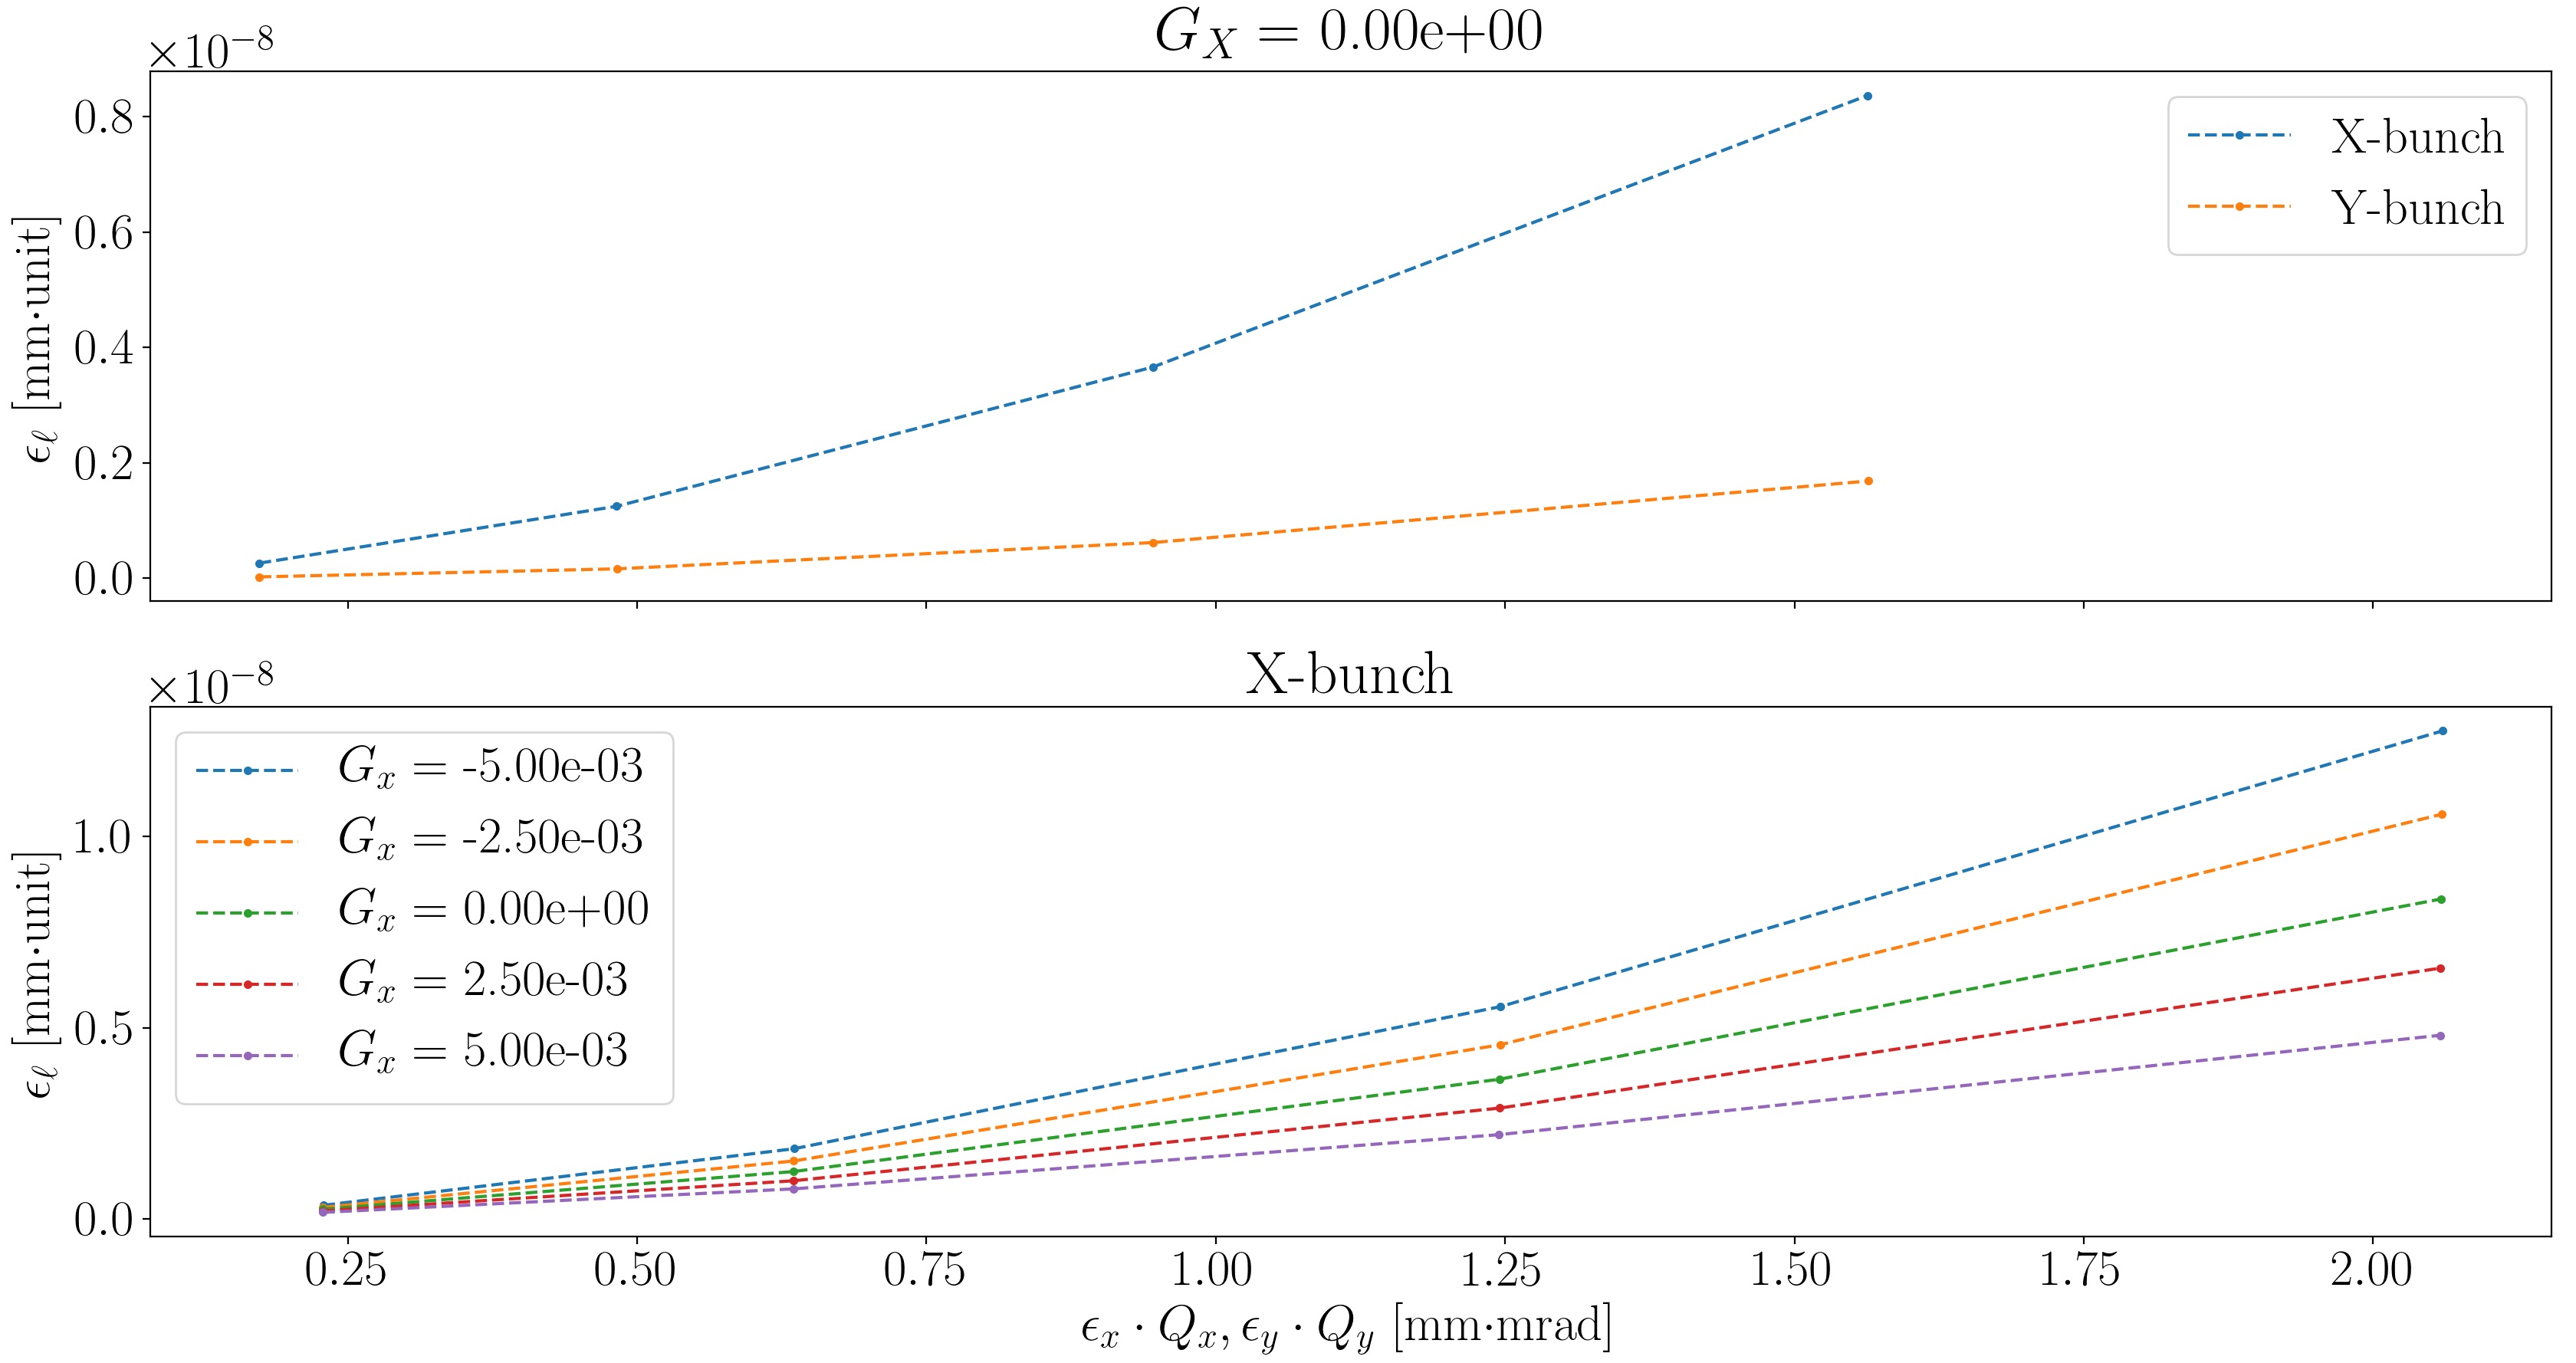 G_X = 0.00e+00
×10⁻⁸
0.8
0.6
0.4
0.2
0.0
ϵ_ℓ [mm·unit]
X-bunch
Y-bunch
X-bunch
×10⁻⁸
1.0
0.5
0.0
ϵ_ℓ [mm·unit]
G_x = -5.00e-03
G_x = -2.50e-03
G_x = 0.00e+00
G_x = 2.50e-03
G_x = 5.00e-03
0.25 0.50 0.75 1.00 1.25 1.50 1.75 2.00
ϵ_x · Q_x, ϵ_y · Q_y [mm·mrad]